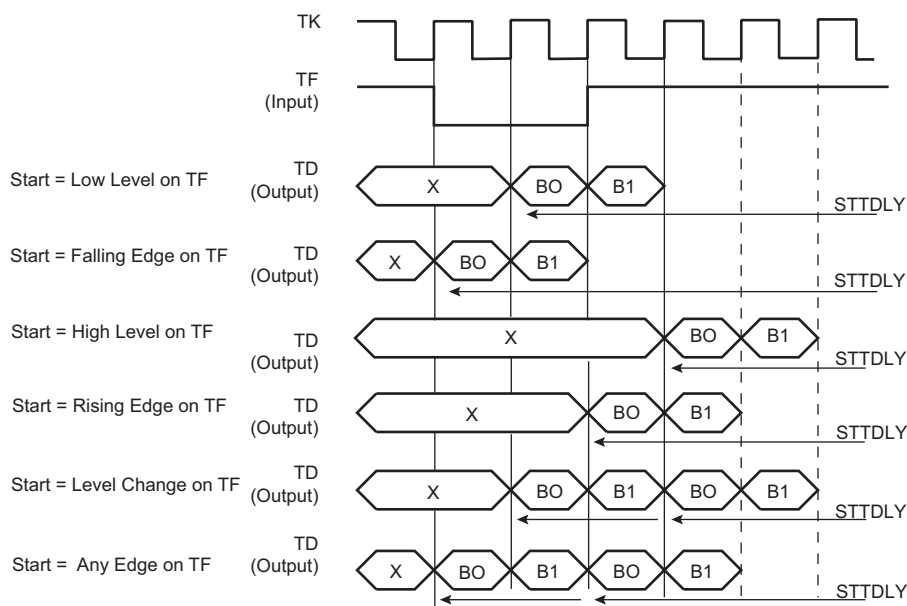 TK
TF
(Input)
Start = Low Level on TF
TD
(Output)
X
BO
B1
STTDLY
Start = Falling Edge on TF
TD
(Output)
X
BO
B1
STTDLY
Start = High Level on TF
TD
(Output)
X
BO
B1
STTDLY
Start = Rising Edge on TF
TD
(Output)
X
BO
B1
STTDLY
Start = Level Change on TF
TD
(Output)
X
BO
B1
BO
B1
STTDLY
Start = Any Edge on TF
TD
(Output)
X
BO
B1
BO
B1
STTDLY